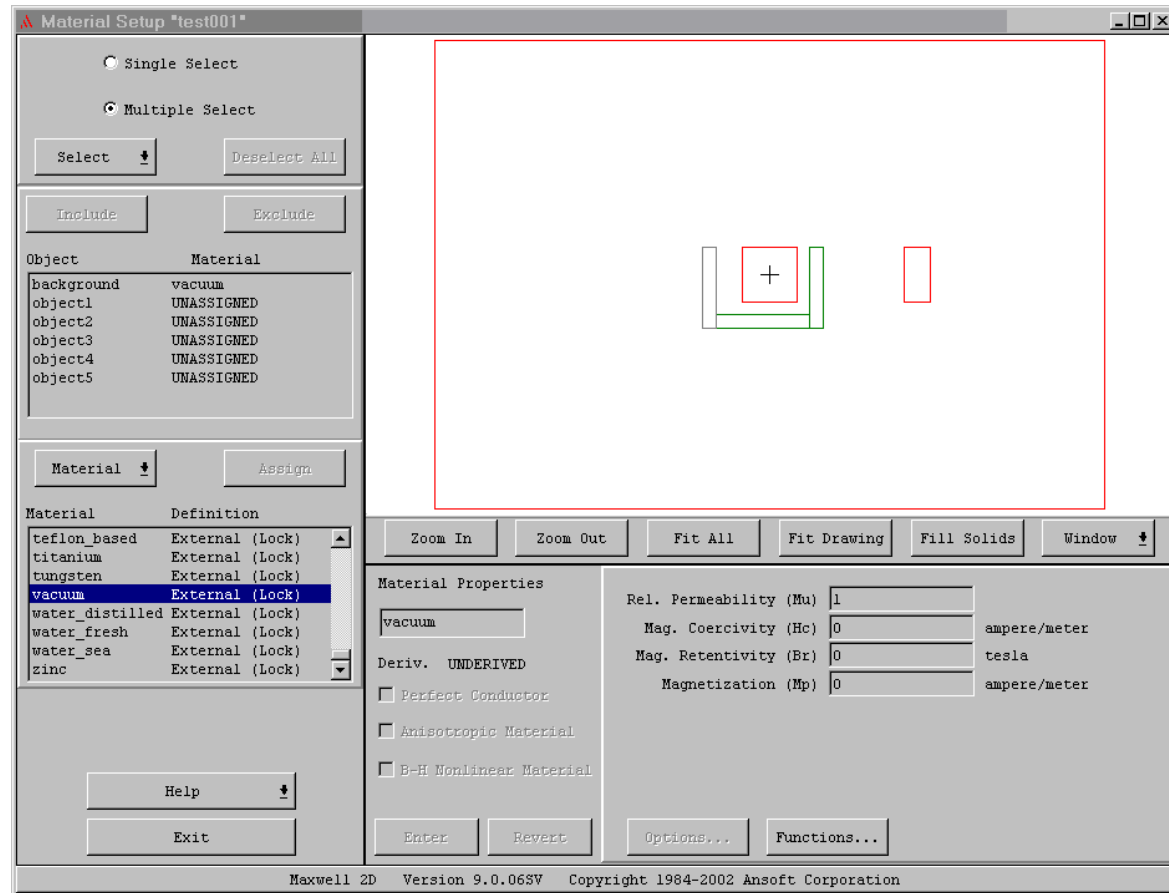 Material Setup "test001"
Single Select
Multiple Select
Select Deselect All
Include Exclude
Object Material
background vacuum
object1 UNASSIGNED
object2 UNASSIGNED
object3 UNASSIGNED
object4 UNASSIGNED
object5 UNASSIGNED
Material Assign
Material Definition
teflon_based External (Lock)
titanium External (Lock)
tungsten External (Lock)
vacuum External (Lock)
water_distilled External (Lock)
water_fresh External (Lock)
water_sea External (Lock)
zinc External (Lock)
Help
Exit
Zoom In Zoom Out Fit All Fit Drawing Fill Solids Window
Material Properties
vacuum
Deriv. UNDERIVED
Perfect Conductor
Anisotropic Material
B-H Nonlinear Material
Enter Revert
Rel. Permeability (Mu) 1
Mag. Coercivity (Hc) 0 ampere/meter
Mag. Retentivity (Br) 0 tesla
Magnetization (Mp) 0 ampere/meter
Options... Functions...
Maxwell 2D Version 9.0.06SV Copyright 1984-2002 Ansoft Corporation